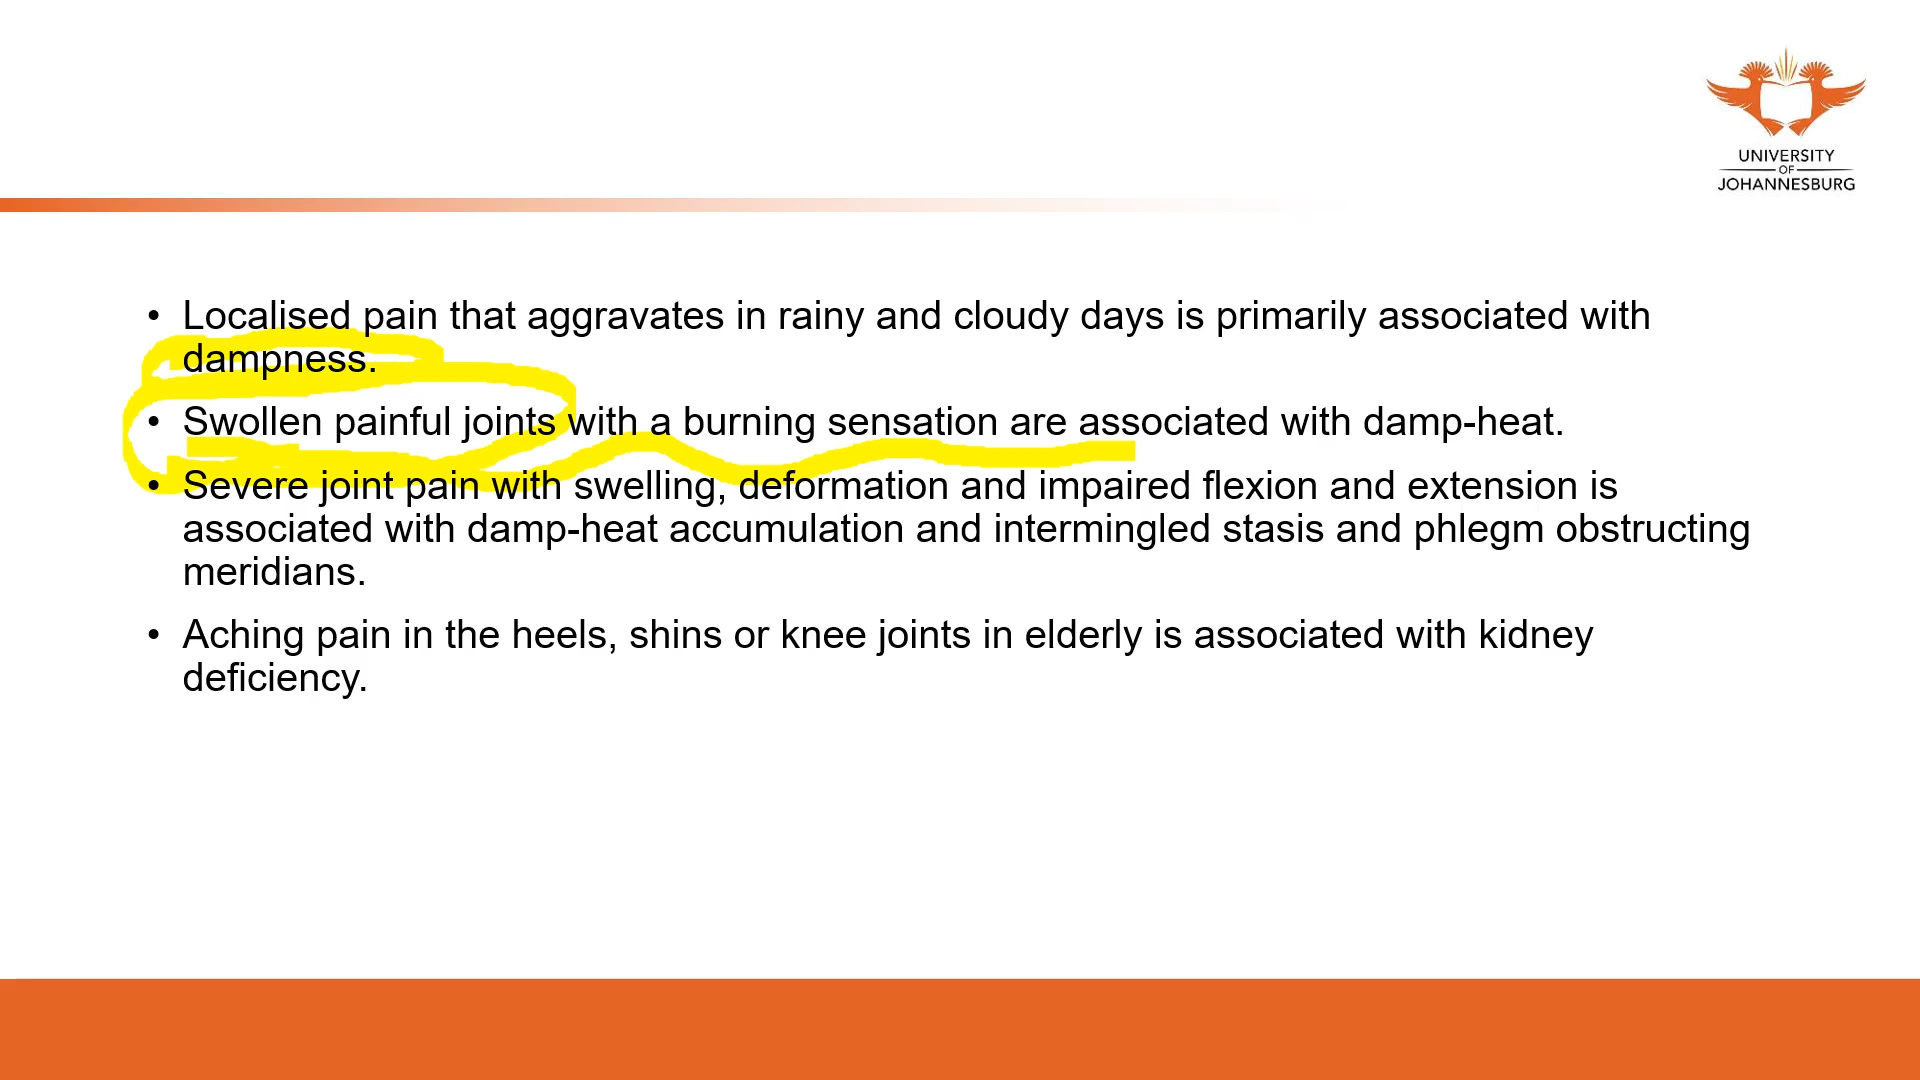 UNIVERSITY
OF
JOHANNESBURG
• Localised pain that aggravates in rainy and cloudy days is primarily associated with
dampness.
• Swollen painful joints with a burning sensation are associated with damp-heat.
• Severe joint pain with swelling, deformation and impaired flexion and extension is
associated with damp-heat accumulation and intermingled stasis and phlegm obstructing
meridians.
• Aching pain in the heels, shins or knee joints in elderly is associated with kidney
deficiency.